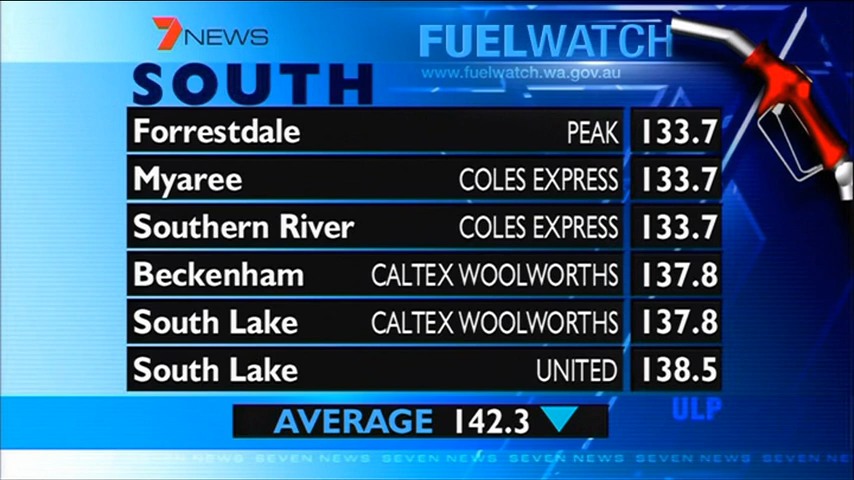 7NEWS
FUELWATCH
www.fuelwatch.wa.gov.au
SOUTH
Forrestdale PEAK 133.7
Myaree COLES EXPRESS 133.7
Southern River COLES EXPRESS 133.7
Beckenham CALTEX WOOLWORTHS 137.8
South Lake CALTEX WOOLWORTHS 137.8
South Lake UNITED 138.5
ULP
AVERAGE 142.3
SEVEN NEWS SEVEN NEWS SEVEN NEWS SEVEN NEWS SEVEN NEWS